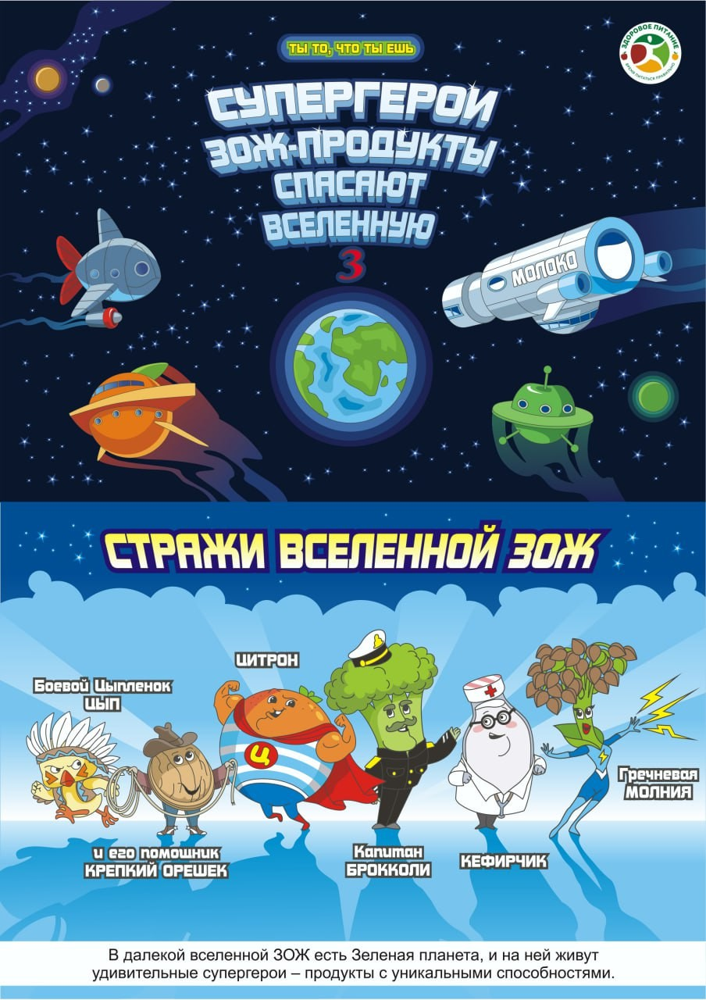 ТЫ ТО, ЧТО ТЫ ЕШЬ
ЗДОРОВОЕ ПИТАНИЕ
ВРЕМЯ ПИТАТЬСЯ ПРАВИЛЬНО
СУПЕРГЕРОИ
ЗОЖ-ПРОДУКТЫ
СПАСАЮТ
ВСЕЛЕННУЮ
3
МОЛОКО
СТРАЖИ ВСЕЛЕННОЙ ЗОЖ
ЦИТРОН
Боевой Цыпленок
ЦЫП
Ц
Гречневая
МОЛНИЯ
и его помощник
КРЕПКИЙ ОРЕШЕК
Капитан
БРОККОЛИ
КЕФИРЧИК
В далекой вселенной ЗОЖ есть Зеленая планета, и на ней живут
удивительные супергерои – продукты с уникальными способностями.